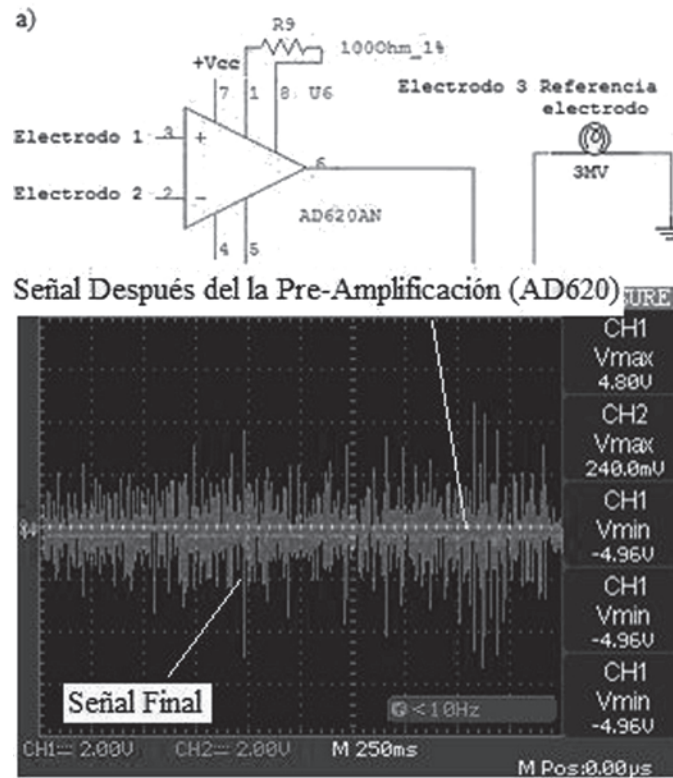 a)
R9
100Ohm_1%
+Vcc
7 1 8 U6
Electrodo 3 Referencia
electrodo
Electrodo 1 3 +
6
3MV
Electrodo 2 2 -
AD620AN
4 5
Señal Después del la Pre-Amplificación (AD620)
SURE
CH1
Vmax
4.80V
CH2
Vmax
240.0mV
CH1
Vmin
-4.96V
CH1
Vmin
-4.96V
CH1
Vmin
-4.96V
Señal Final
<10Hz
CH1 2.00V CH2 2.00V M 250ms
M Pos:0.00µs